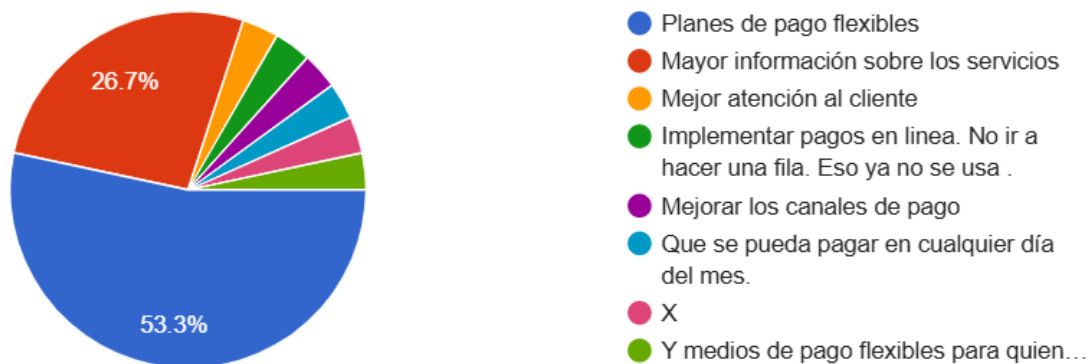 26.7%
53.3%
Planes de pago flexibles
Mayor información sobre los servicios
Mejor atención al cliente
Implementar pagos en linea. No ir a
hacer una fila. Eso ya no se usa .
Mejorar los canales de pago
Que se pueda pagar en cualquier día
del mes.
X
Y medios de pago flexibles para quien…